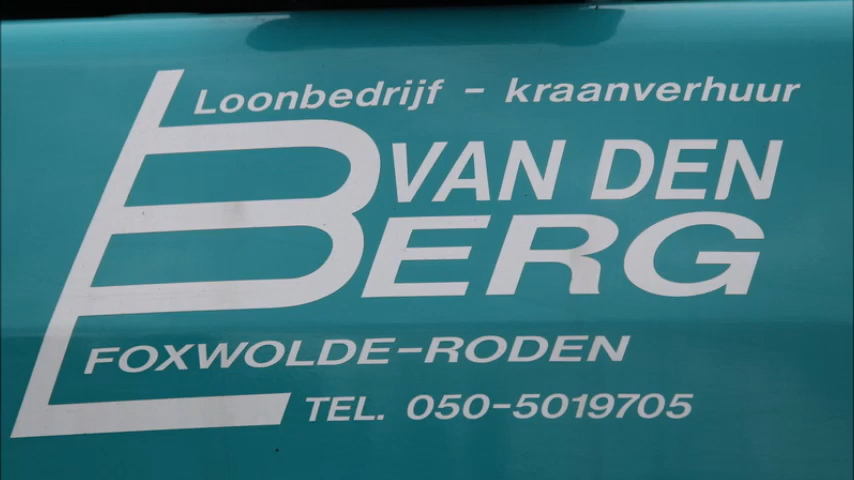 Loonbedrijf - kraanverhuur
VAN DEN
BERG
FOXWOLDE-RODEN
TEL. 050-5019705